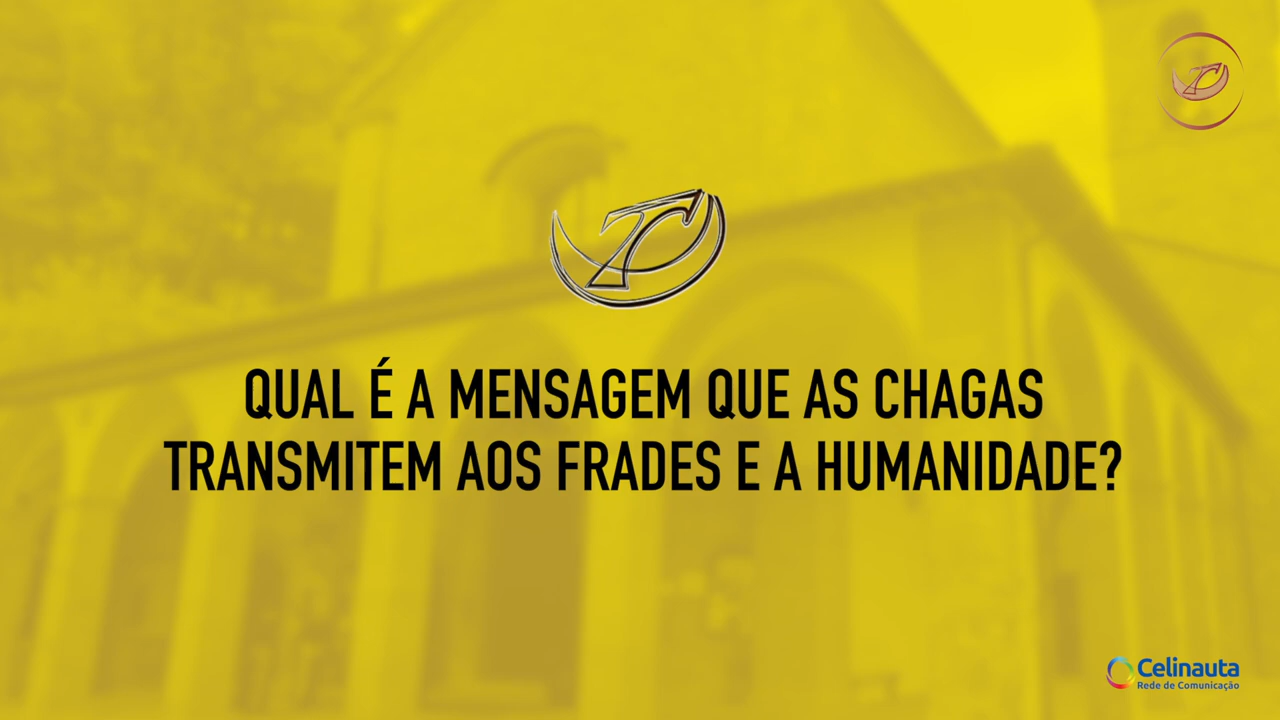 QUAL É A MENSAGEM QUE AS CHAGAS
TRANSMITEM AOS FRADES E A HUMANIDADE?
Celinauta
Rede de Comunicação